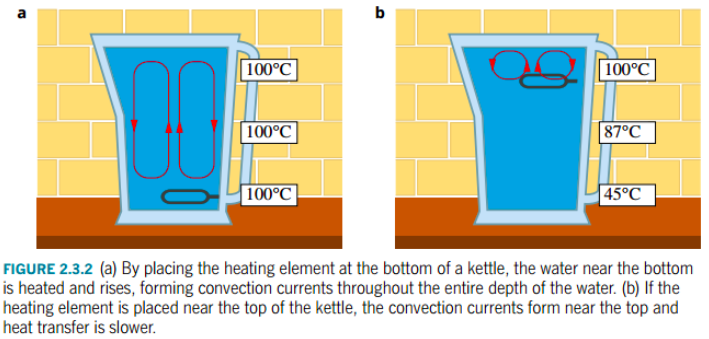 a
b
100°C
100°C
100°C
100°C
87°C
45°C
FIGURE 2.3.2 (a) By placing the heating element at the bottom of a kettle, the water near the bottom
is heated and rises, forming convection currents throughout the entire depth of the water. (b) If the
heating element is placed near the top of the kettle, the convection currents form near the top and
heat transfer is slower.